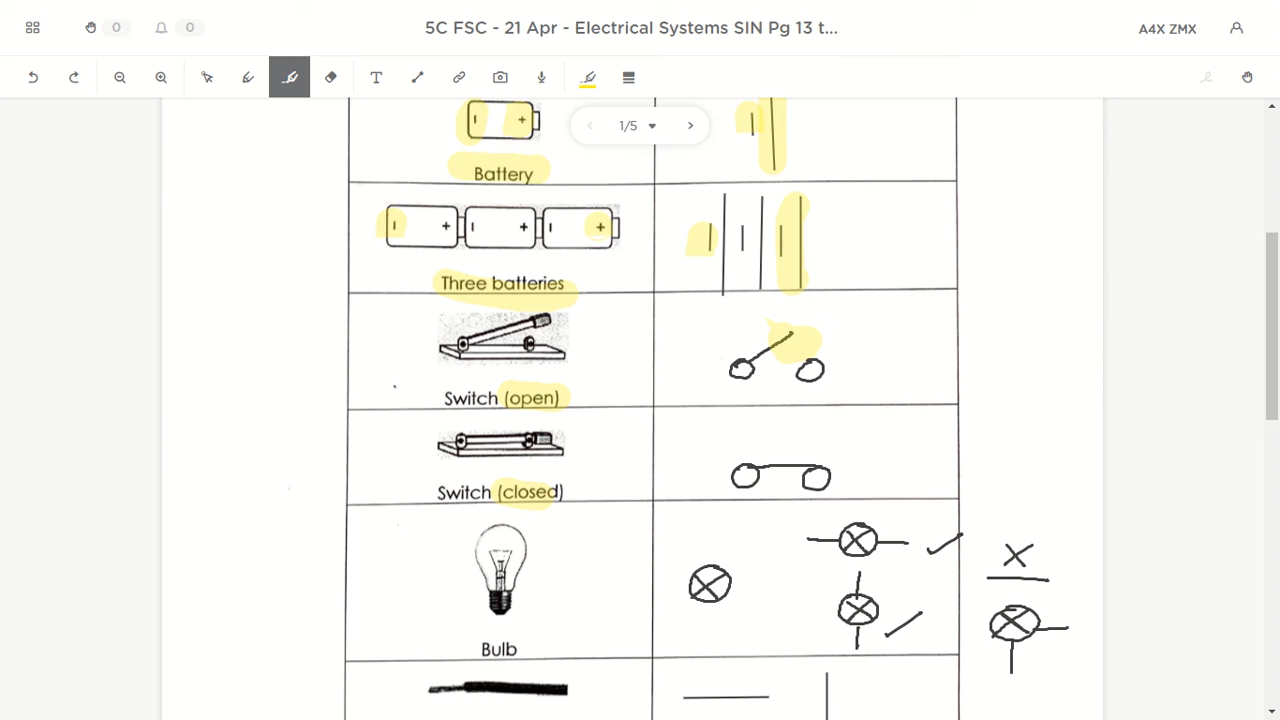 0
0
5C FSC - 21 Apr - Electrical Systems SIN Pg 13 t...
A4X ZMX
T
1/5
Battery
Three batteries
Switch (open)
Switch (closed)
Bulb